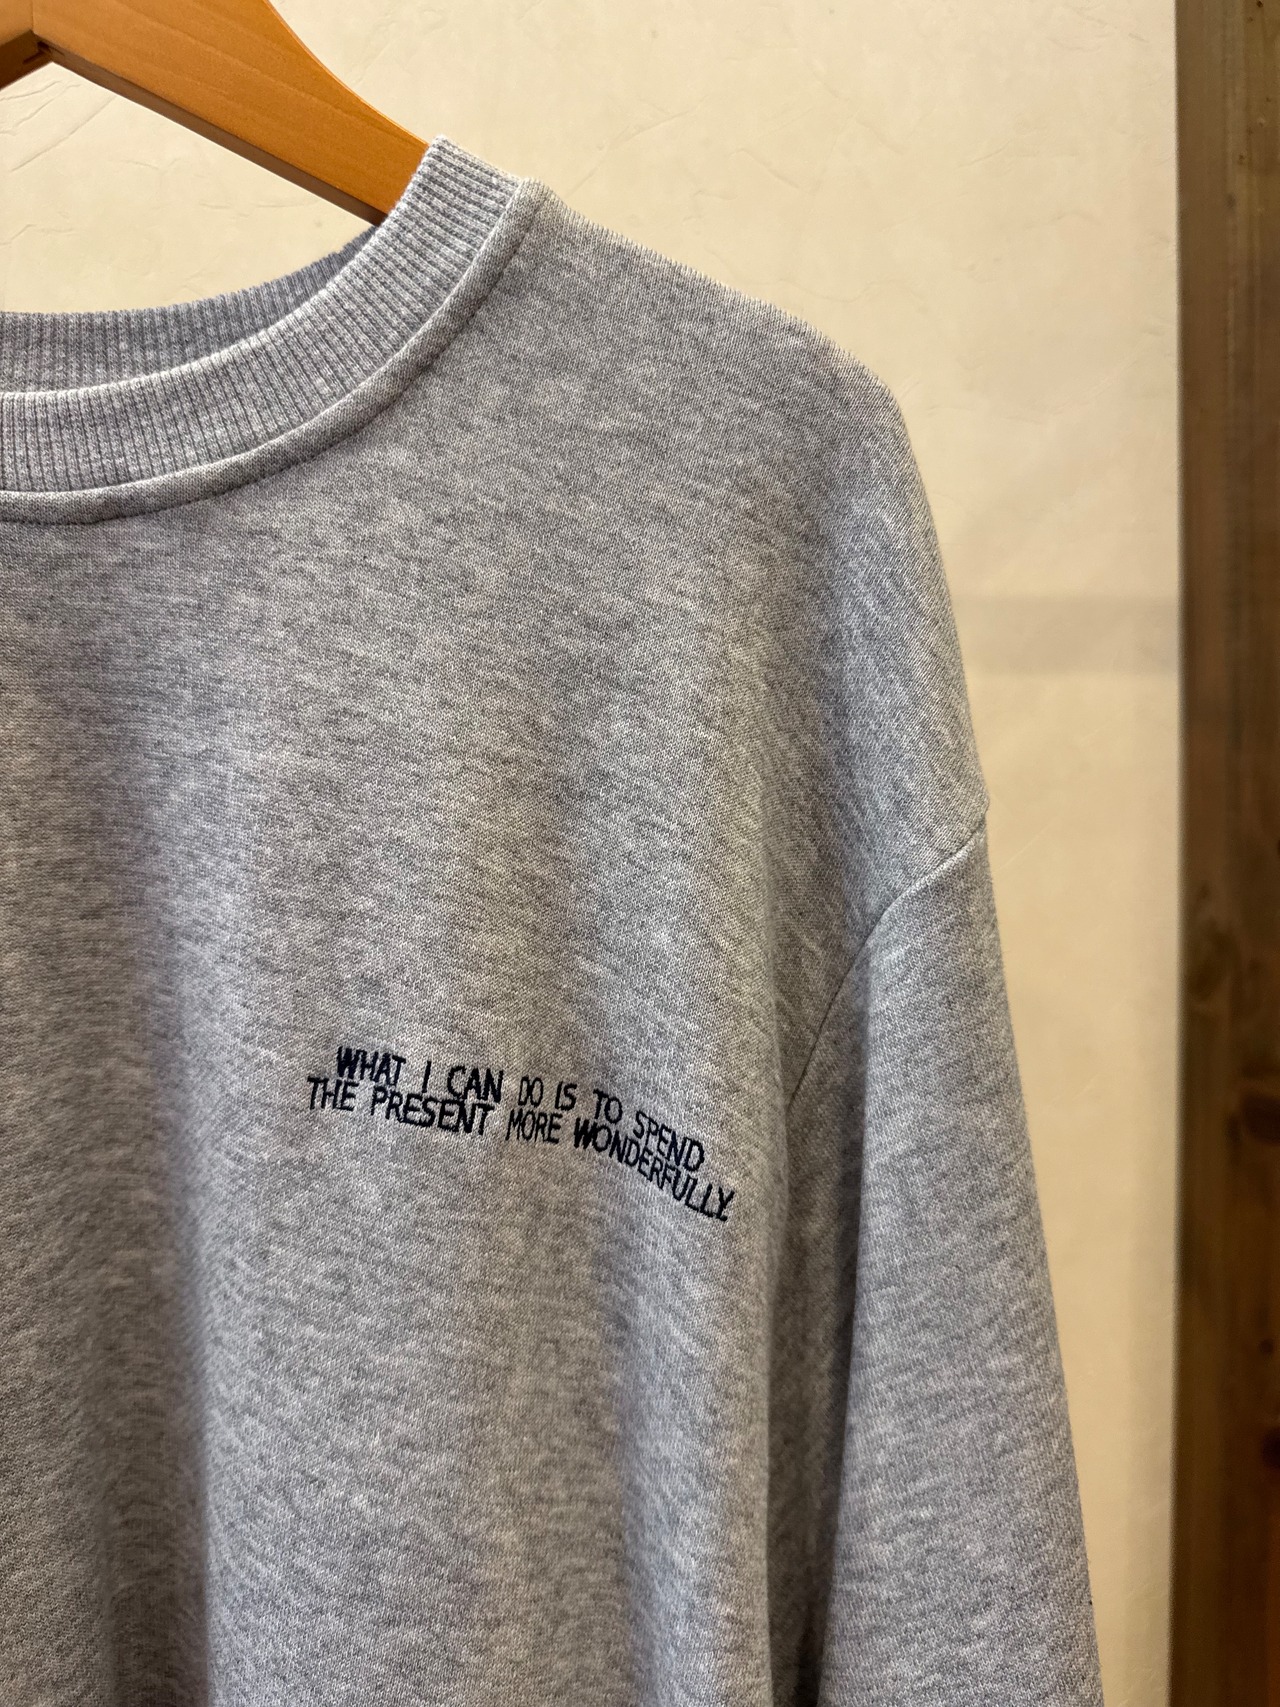 WHAT I CAN DO IS TO SPEND
THE PRESENT MORE WONDERFULLY.